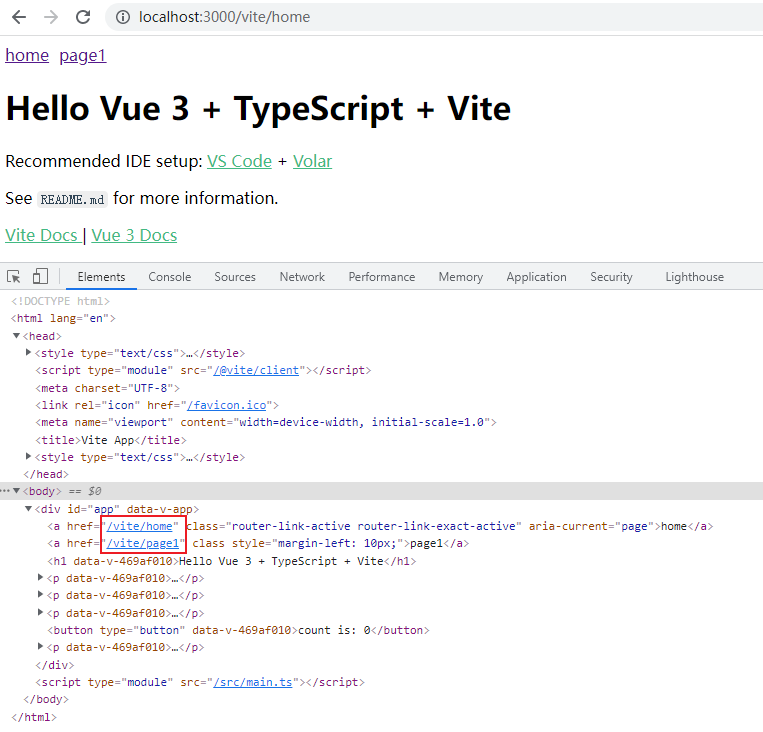 localhost:3000/vite/home
home page1
Hello Vue 3 + TypeScript + Vite
Recommended IDE setup: VS Code + Volar
See README.md for more information.
Vite Docs | Vue 3 Docs
Elements Console Sources Network Performance Memory Application Security Lighthouse
<!DOCTYPE html>
<html lang="en">
<head>
<style type="text/css">…</style>
<script type="module" src="/@vite/client"></script>
<meta charset="UTF-8">
<link rel="icon" href="/favicon.ico">
<meta name="viewport" content="width=device-width, initial-scale=1.0">
<title>Vite App</title>
<style type="text/css">…</style>
</head>
<body> == $0
<div id="app" data-v-app>
<a href="/vite/home" class="router-link-active router-link-exact-active" aria-current="page">home</a>
<a href="/vite/page1" class style="margin-left: 10px;">page1</a>
<h1 data-v-469af010>Hello Vue 3 + TypeScript + Vite</h1>
<p data-v-469af010>…</p>
<p data-v-469af010>…</p>
<p data-v-469af010>…</p>
<button type="button" data-v-469af010>count is: 0</button>
<p data-v-469af010>…</p>
</div>
<script type="module" src="/src/main.ts"></script>
</body>
</html>